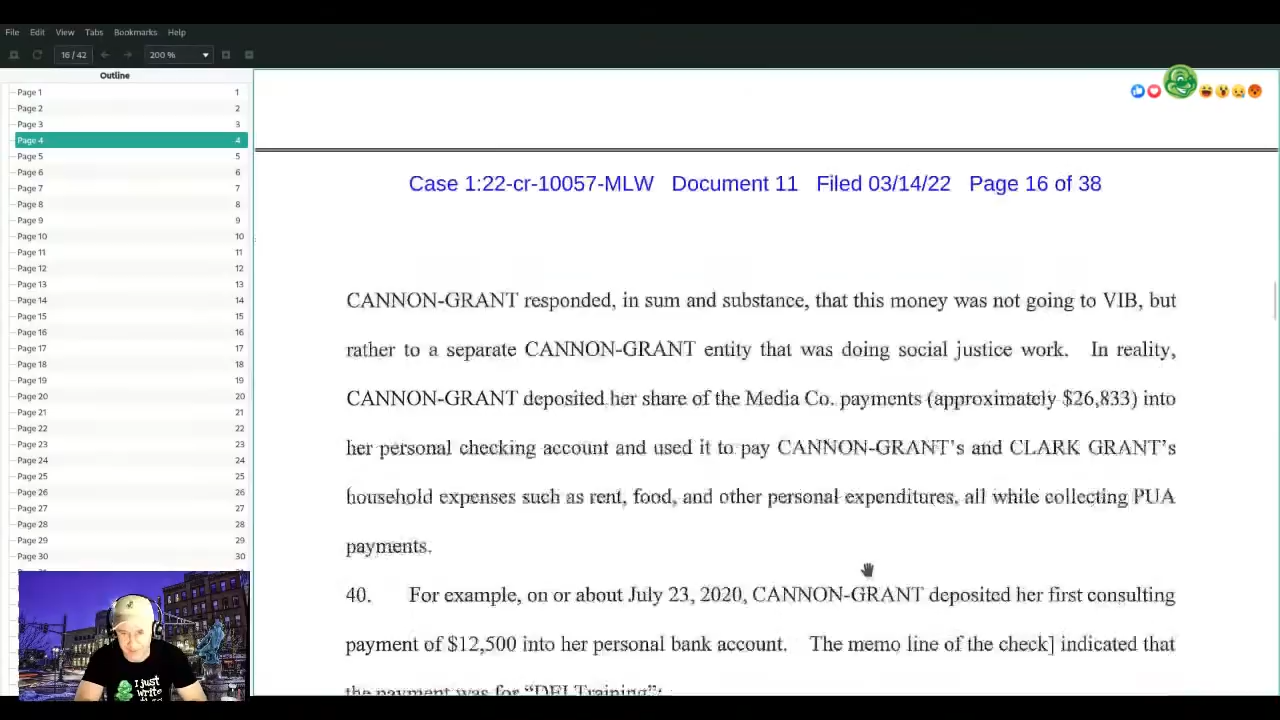 File Edit View Tabs Bookmarks Help
16 / 42 200 %
Outline
Page 1 1
Page 2 2
Page 3 3
Page 4 4
Page 5 5
Page 6 6
Page 7 7
Page 8 8
Page 9 9
Page 10 10
Page 11 11
Page 12 12
Page 13 13
Page 14 14
Page 15 15
Page 16 16
Page 17 17
Page 18 18
Page 19 19
Page 20 20
Page 21 21
Page 22 22
Page 23 23
Page 24 24
Page 25 25
Page 26 26
Page 27 27
Page 28 28
Page 29 29
Page 30 30
Case 1:22-cr-10057-MLW Document 11 Filed 03/14/22 Page 16 of 38
CANNON-GRANT responded, in sum and substance, that this money was not going to VIB, but
rather to a separate CANNON-GRANT entity that was doing social justice work. In reality,
CANNON-GRANT deposited her share of the Media Co. payments (approximately $26,833) into
her personal checking account and used it to pay CANNON-GRANT's and CLARK GRANT's
household expenses such as rent, food, and other personal expenditures, all while collecting PUA
payments.
40. For example, on or about July 23, 2020, CANNON-GRANT deposited her first consulting
payment of $12,500 into her personal bank account. The memo line of the check] indicated that
the payment was for “DEI Training”;
I just
write